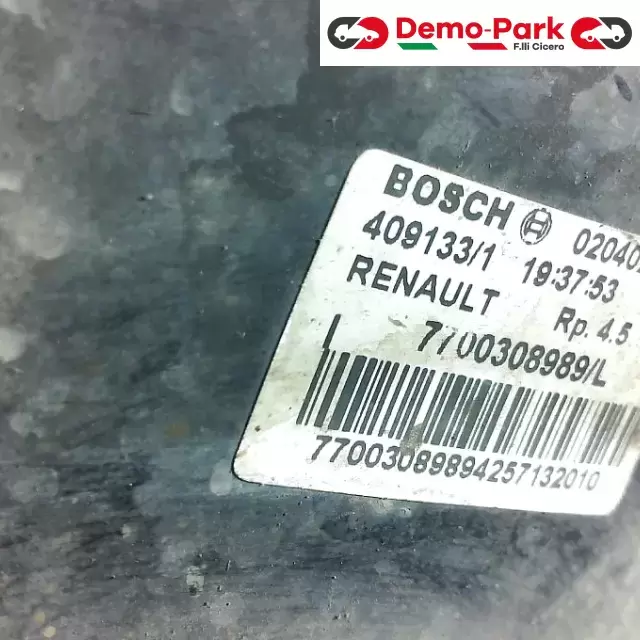 Demo-Park
F.lli Cicero
BOSCH 02040
409133/1 19:37:53
RENAULT Rp. 4.5
I 7700308989/L
77003089894257132010